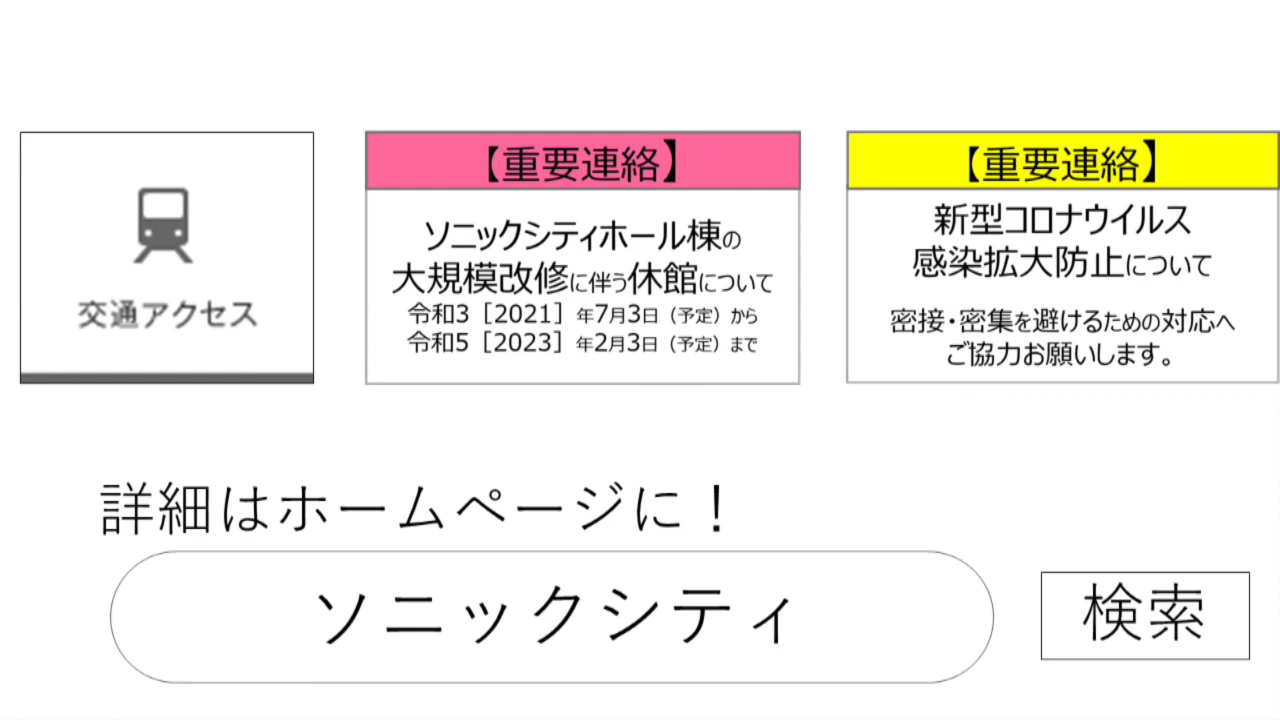 交通アクセス
【重要連絡】
ソニックシティホール棟の
大規模改修に伴う休館について
令和3［2021］年7月3日（予定）から
令和5［2023］年2月3日（予定）まで
【重要連絡】
新型コロナウイルス
感染拡大防止について
密接・密集を避けるための対応へ
ご協力お願いします。
詳細はホームページに！
ソニックシティ
検索